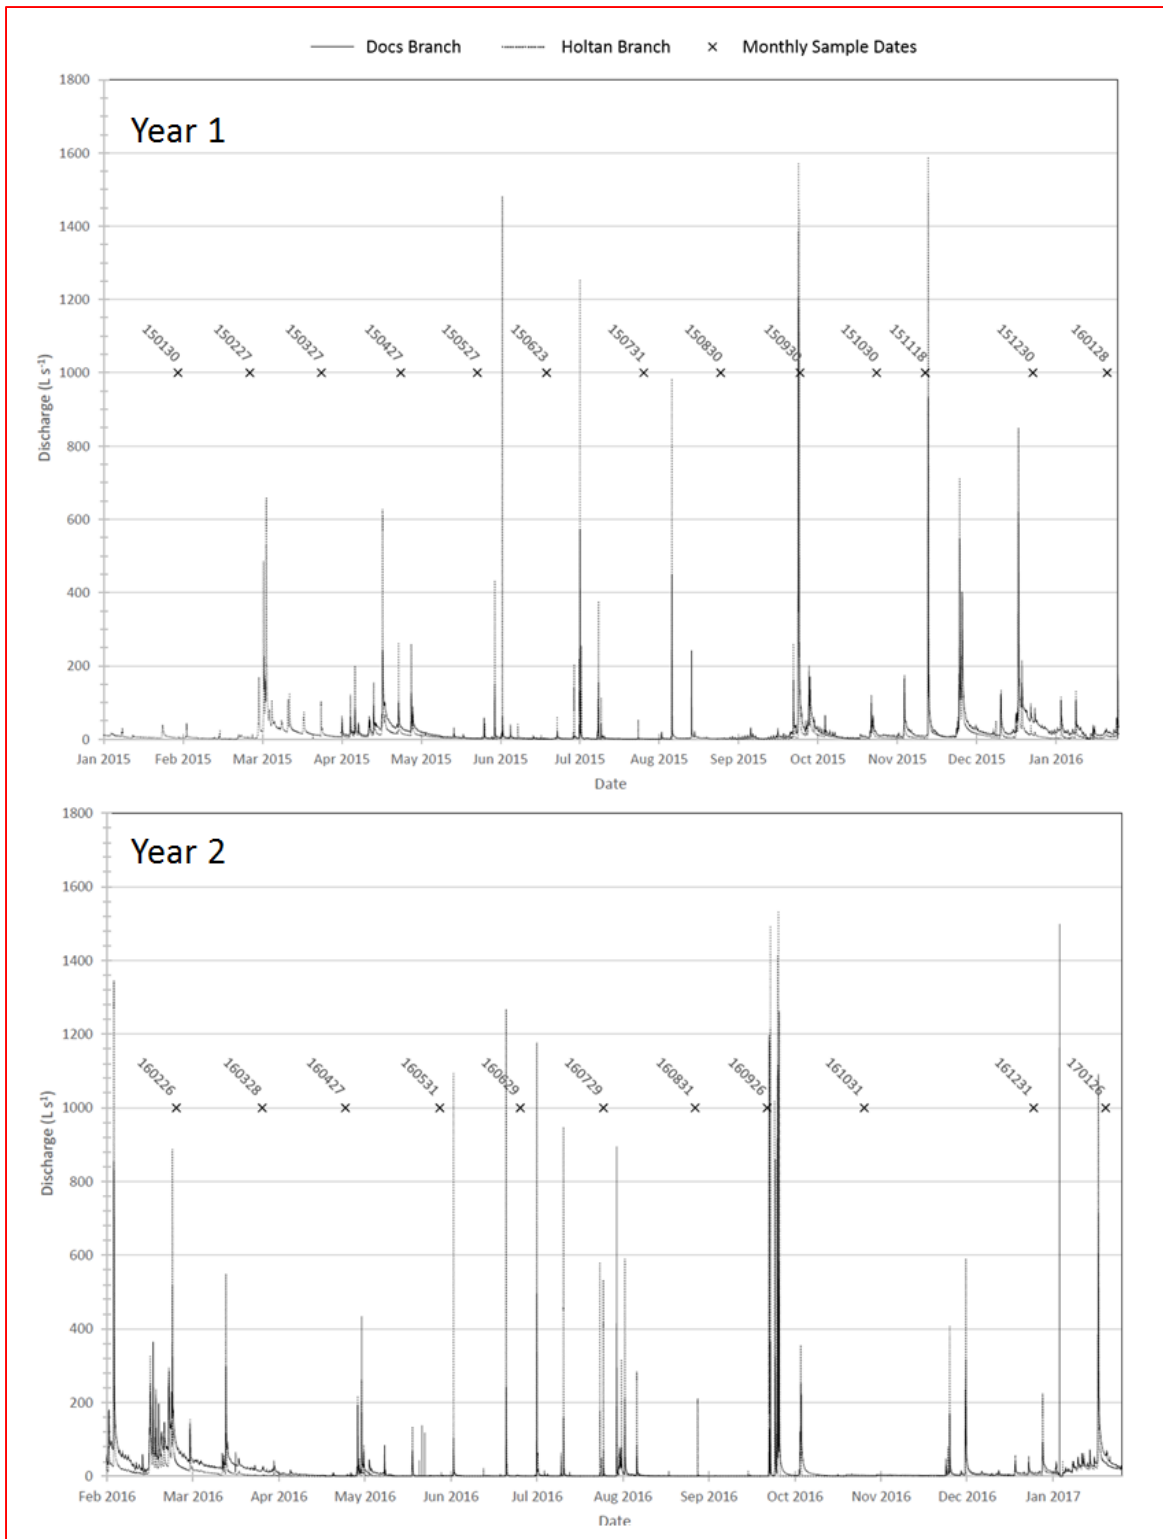 Docs Branch Holtan Branch × Monthly Sample Dates
Year 1
1800
1600
1400
1200
1000
800
600
400
200
0
Discharge (L s-1)
150130 150227 150327 150427 150527 150623 150731 150830 150930 151030 151118 151230 160128
Jan 2015 Feb 2015 Mar 2015 Apr 2015 May 2015 Jun 2015 Jul 2015 Aug 2015 Sep 2015 Oct 2015 Nov 2015 Dec 2015 Jan 2016
Date
Year 2
1800
1600
1400
1200
1000
800
600
400
200
0
Discharge (L s¹)
160226 160328 160427 160531 160629 160729 160831 160926 161031 161231 170126
Feb 2016 Mar 2016 Apr 2016 May 2016 Jun 2016 Jul 2016 Aug 2016 Sep 2016 Oct 2016 Nov 2016 Dec 2016 Jan 2017
Date